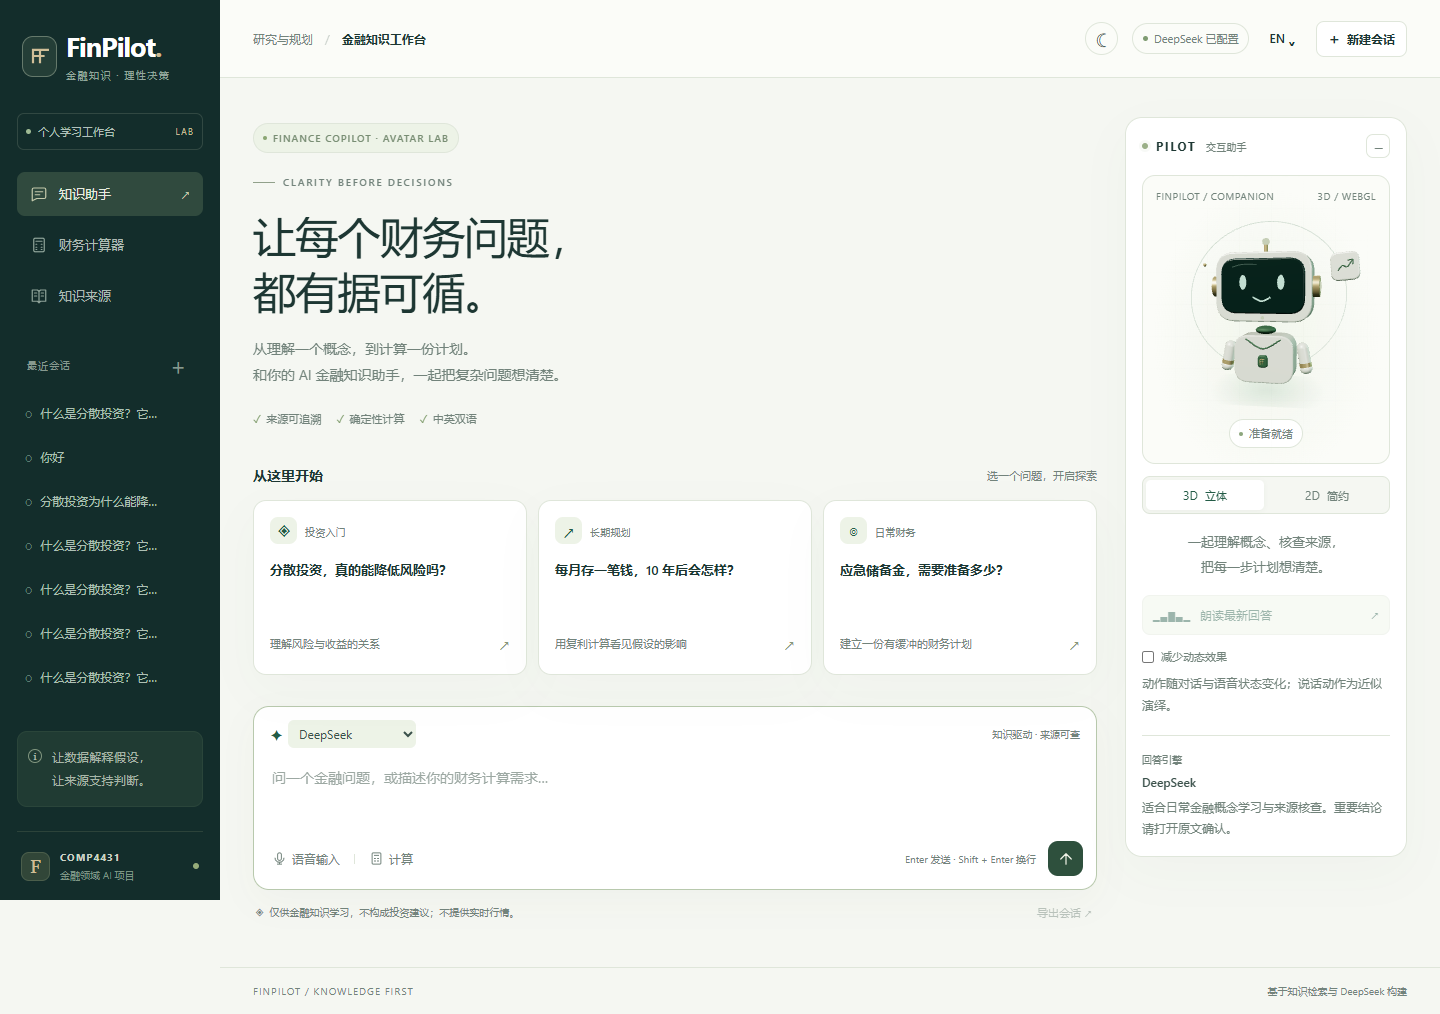 FinPilot.
金融知识 · 理性决策
个人学习工作台 LAB
知识助手 ↗
财务计算器
知识来源
最近会话 +
什么是分散投资？它...
你好
分散投资为什么能降...
什么是分散投资？它...
什么是分散投资？它...
什么是分散投资？它...
什么是分散投资？它...
让数据解释假设，
让来源支持判断。
F
COMP4431
金融领域 AI 项目
研究与规划 / 金融知识工作台
DeepSeek 已配置
EN
+ 新建会话
FINANCE COPILOT · AVATAR LAB
CLARITY BEFORE DECISIONS
让每个财务问题，
都有据可循。
从理解一个概念，到计算一份计划。
和你的 AI 金融知识助手，一起把复杂问题想清楚。
✓ 来源可追溯 ✓ 确定性计算 ✓ 中英双语
从这里开始
选一个问题，开启探索
投资入门
分散投资，真的能降低风险吗？
理解风险与收益的关系 ↗
长期规划
每月存一笔钱，10 年后会怎样？
用复利计算看见假设的影响 ↗
日常财务
应急储备金，需要准备多少？
建立一份有缓冲的财务计划 ↗
DeepSeek
知识驱动 · 来源可查
问一个金融问题，或描述你的财务计算需求...
语音输入
计算
Enter 发送 · Shift + Enter 换行
仅供金融知识学习，不构成投资建议；不提供实时行情。
导出会话 ↗
PILOT 交互助手
FINPILOT / COMPANION
3D / WEBGL
准备就绪
3D 立体
2D 简约
一起理解概念、核查来源，
把每一步计划想清楚。
朗读最新回答 ↗
减少动态效果
动作随对话与语音状态变化；说话动作为近似
演绎。
回答引擎
DeepSeek
适合日常金融概念学习与来源核查。重要结论
请打开原文确认。
FINPILOT / KNOWLEDGE FIRST
基于知识检索与 DeepSeek 构建